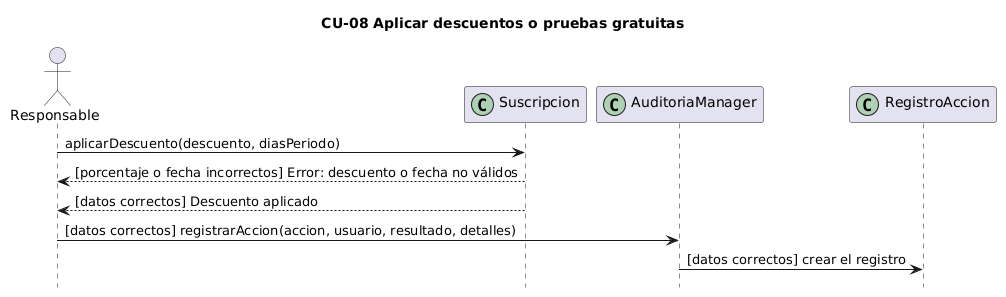 CU-08 Aplicar descuentos o pruebas gratuitas
Responsable
C Suscripcion
C AuditoriaManager
C RegistroAccion
aplicarDescuento(descuento, diasPeriodo)
[porcentaje o fecha incorrectos] Error: descuento o fecha no válidos
[datos correctos] Descuento aplicado
[datos correctos] registrarAccion(accion, usuario, resultado, detalles)
[datos correctos] crear el registro